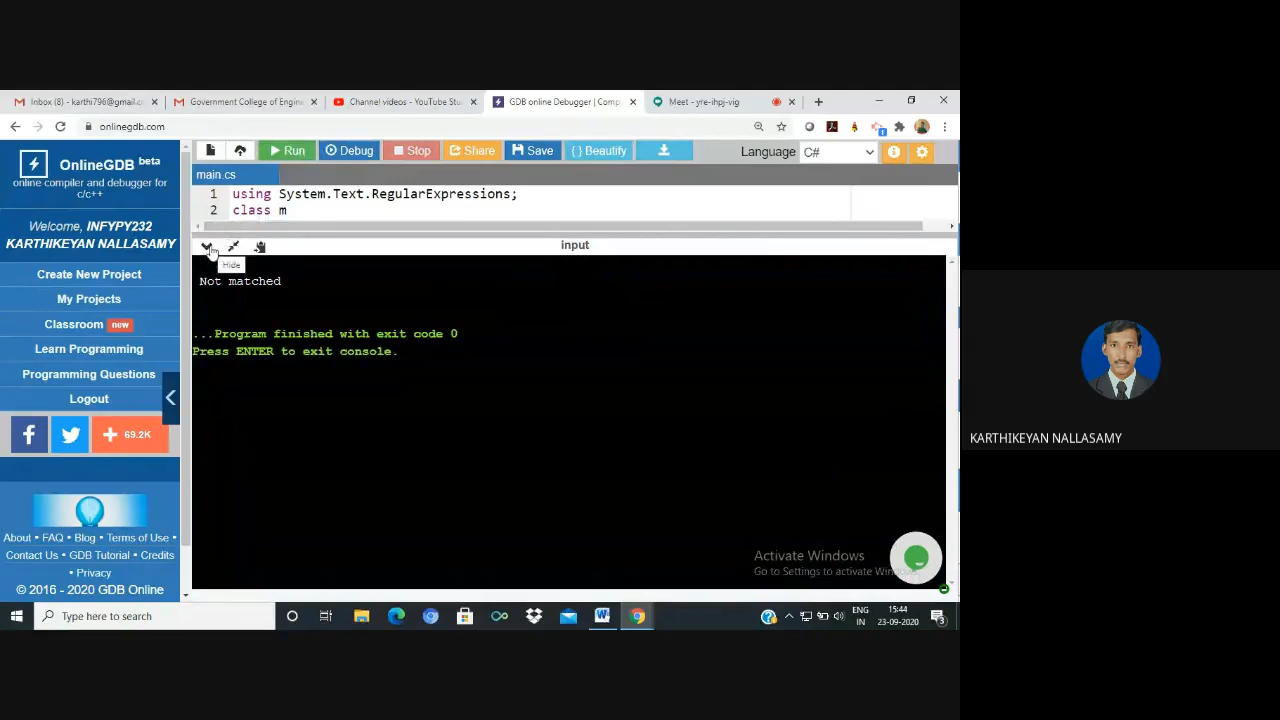 Inbox (8) - karthi796@gmail.c
Government College of Engin
Channel videos - YouTube Stu
GDB online Debugger | Comp
Meet - yre-ihpj-vig
onlinegdb.com
OnlineGDB beta
online compiler and debugger for
c/c++
Welcome, INFYPY232
KARTHIKEYAN NALLASAMY
Create New Project
My Projects
Classroom new
Learn Programming
Programming Questions
Logout
69.2K
About • FAQ • Blog • Terms of Use •
Contact Us • GDB Tutorial • Credits
• Privacy
© 2016 - 2020 GDB Online
Run
Debug
Stop
Share
Save
{ } Beautify
Language
C#
main.cs
1 using System.Text.RegularExpressions;
2 class m
input
Hide
Not matched
...Program finished with exit code 0
Press ENTER to exit console.
Activate Windows
Go to Settings to activate Win
KARTHIKEYAN NALLASAMY
Type here to search
ENG
IN
15:44
23-09-2020
3